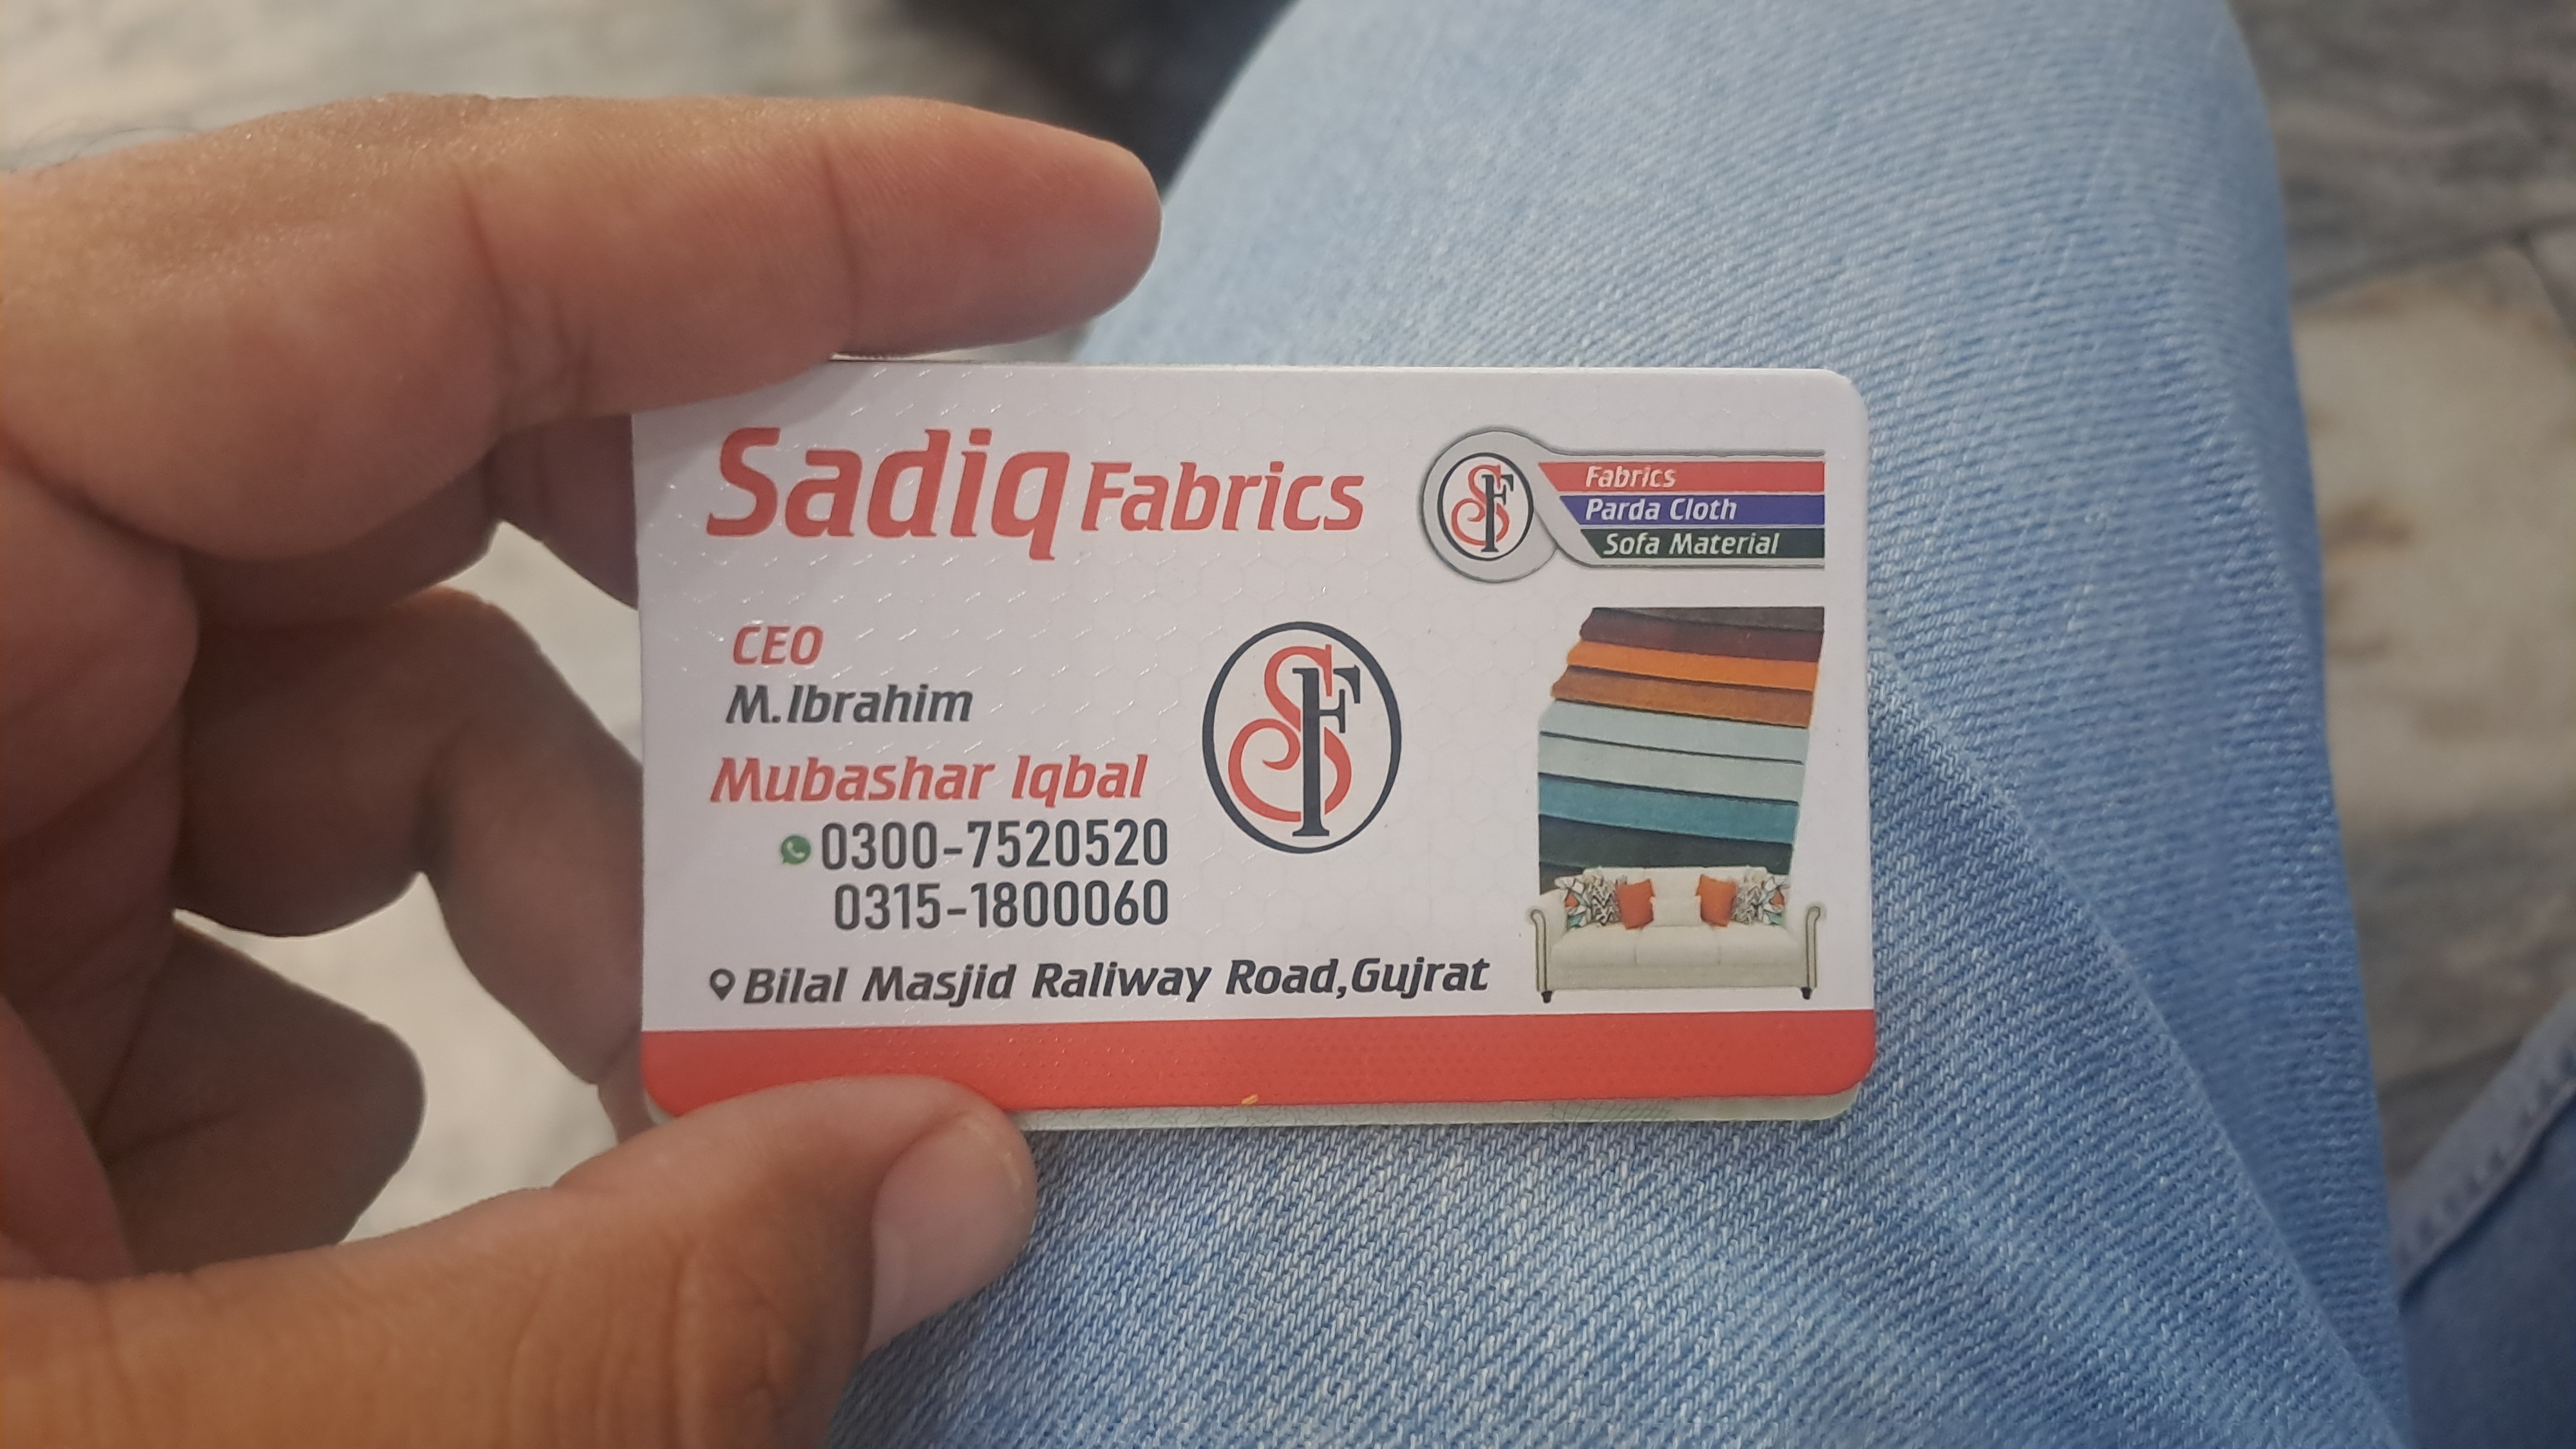 Sadiq Fabrics
SF
Fabrics
Parda Cloth
Sofa Material
CEO
M.Ibrahim
SF
Mubashar Iqbal
0300-7520520
0315-1800060
Bilal Masjid Raliway Road,Gujrat